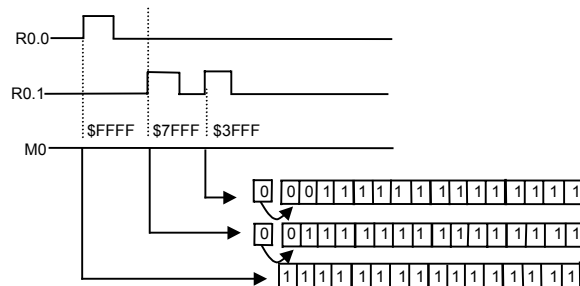 R0.0
R0.1
$FFFF $7FFF $3FFF
M0
0 0 0 1 1 1 1 1 1 1 1 1 1 1 1 1 1
0 0 1 1 1 1 1 1 1 1 1 1 1 1 1 1 1
1 1 1 1 1 1 1 1 1 1 1 1 1 1 1 1